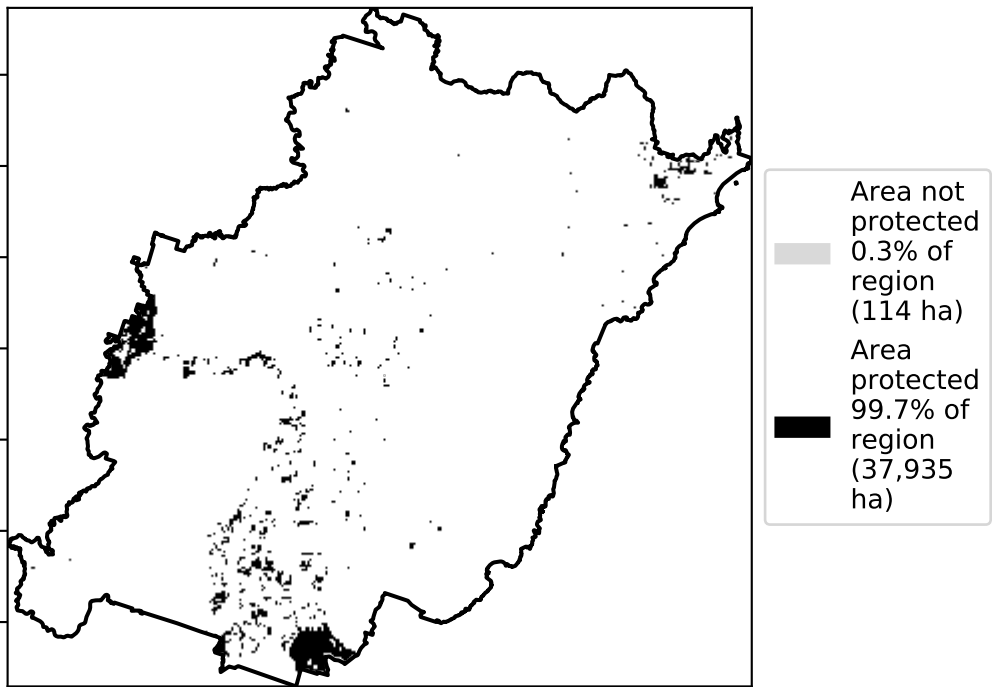 Area not
protected
0.3% of
region
(114 ha)
Area
protected
99.7% of
region
(37,935
ha)